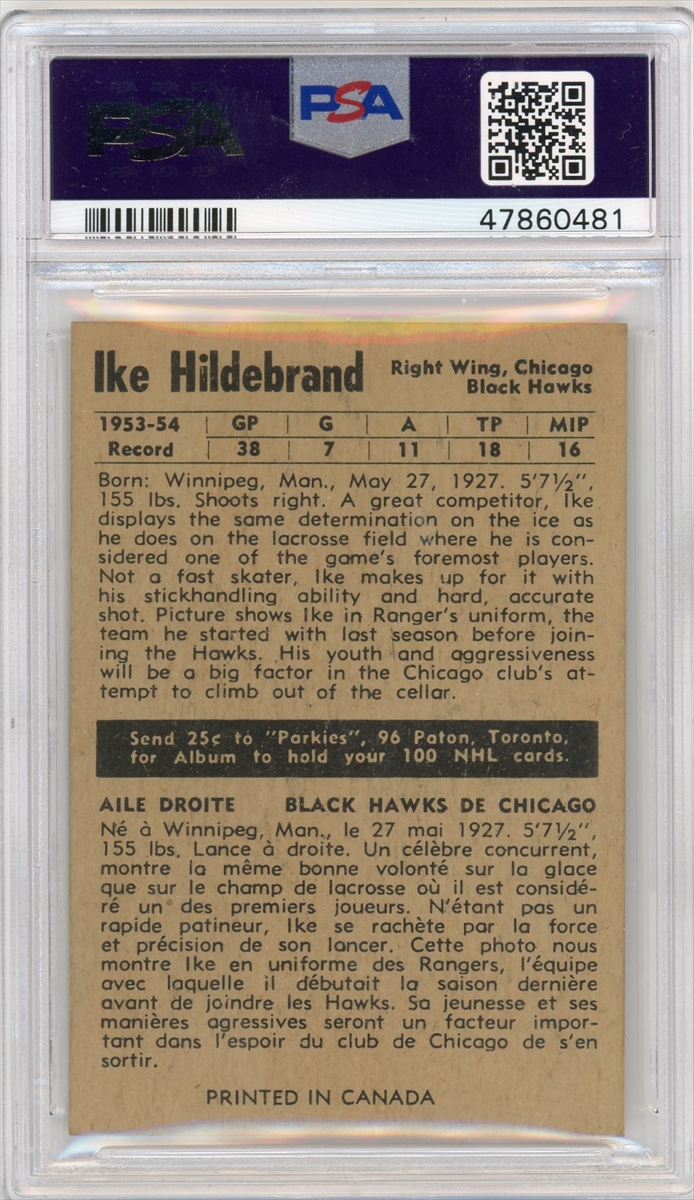 PSA
PSA
47860481
Ike Hildebrand
Right Wing, Chicago
Black Hawks
1953-54 | GP | G | A | TP | MIP
Record | 38 | 7 | 11 | 18 | 16
Born: Winnipeg, Man., May 27, 1927. 5'7½",
155 lbs. Shoots right. A great competitor, Ike
displays the same determination on the ice as
he does on the lacrosse field where he is con-
sidered one of the game's foremost players.
Not a fast skater, Ike makes up for it with
his stickhandling ability and hard, accurate
shot. Picture shows Ike in Ranger's uniform, the
team he started with last season before join-
ing the Hawks. His youth and aggressiveness
will be a big factor in the Chicago club's at-
tempt to climb out of the cellar.
Send 25¢ to "Parkies", 96 Paton, Toronto,
for Album to hold your 100 NHL cards.
AILE DROITE BLACK HAWKS DE CHICAGO
Né à Winnipeg, Man., le 27 mai 1927. 5'7½",
155 lbs. Lance à droite. Un célèbre concurrent,
montre la même bonne volonté sur la glace
que sur le champ de lacrosse où il est considé-
ré un des premiers joueurs. N'étant pas un
rapide patineur, Ike se rachète par la force
et précision de son lancer. Cette photo nous
montre Ike en uniforme des Rangers, l'équipe
avec laquelle il débutait la saison dernière
avant de joindre les Hawks. Sa jeunesse et ses
manières agressives seront un facteur impor-
tant dans l'espoir du club de Chicago de s'en
sortir.
PRINTED IN CANADA